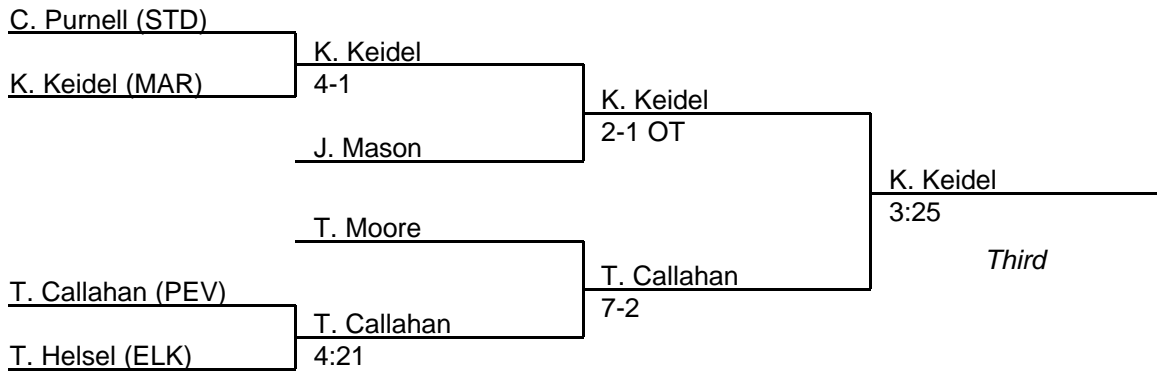 C. Purnell (STD)
K. Keidel
K. Keidel (MAR)
4-1
K. Keidel
2-1 OT
J. Mason
K. Keidel
3:25
T. Moore
Third
T. Callahan
T. Callahan (PEV)
7-2
T. Callahan
T. Helsel (ELK)
4:21